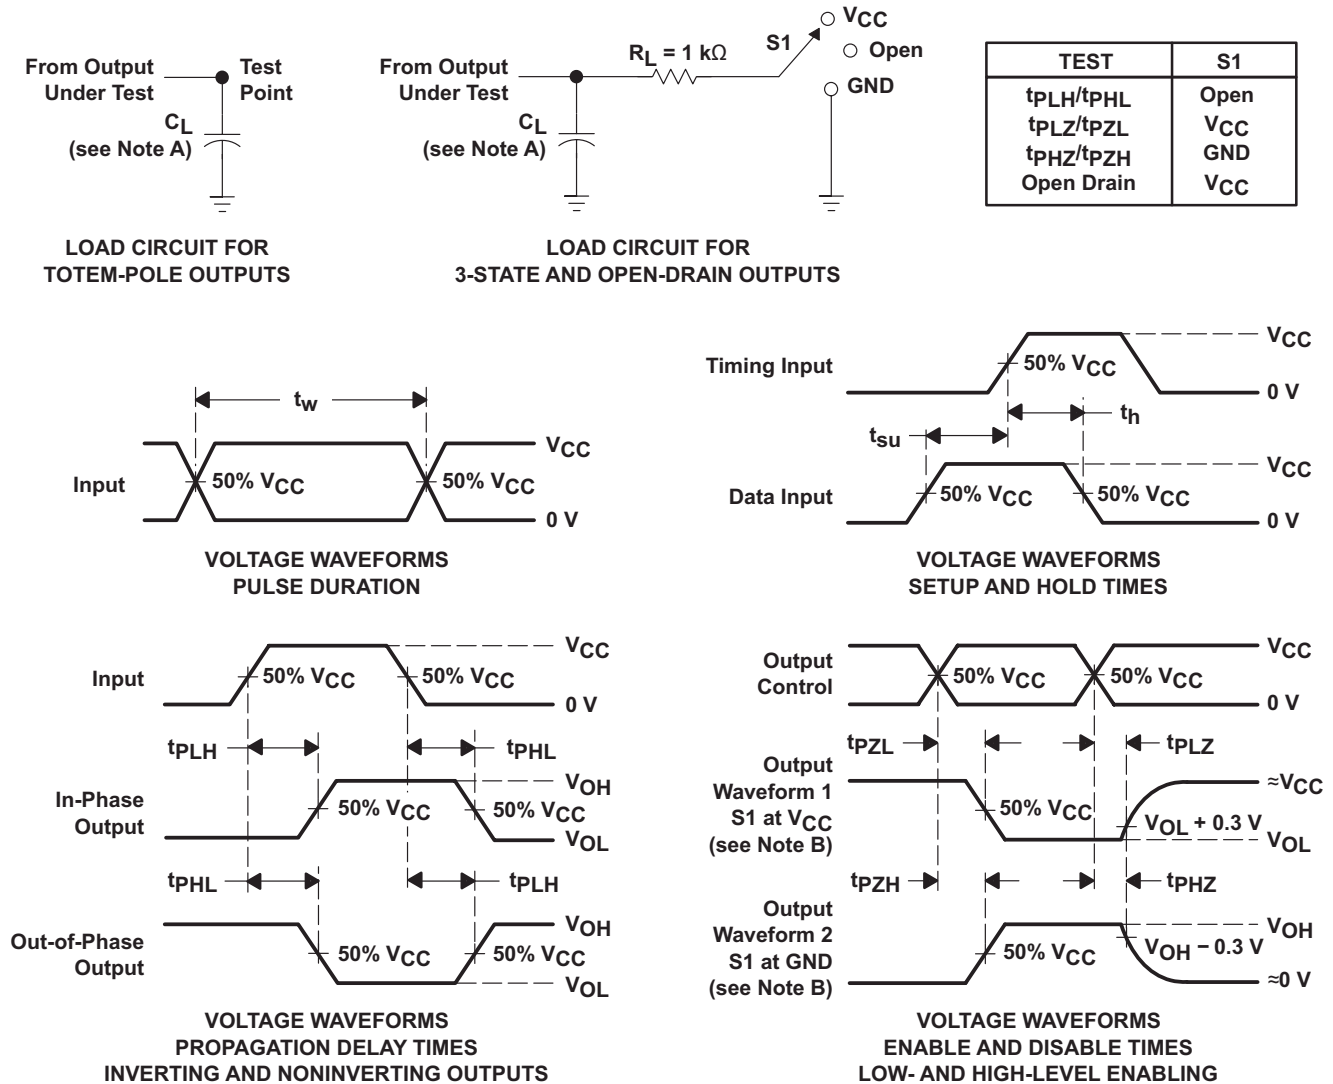 From Output
Under Test
Test
Point
CL
(see Note A)
LOAD CIRCUIT FOR
TOTEM-POLE OUTPUTS
From Output
Under Test
RL = 1 kΩ
S1
VCC
Open
GND
CL
(see Note A)
LOAD CIRCUIT FOR
3-STATE AND OPEN-DRAIN OUTPUTS
TEST S1
tPLH/tPHL Open
tPLZ/tPZL VCC
tPHZ/tPZH GND
Open Drain VCC
tw
Input
50% VCC
50% VCC
VCC
0 V
VOLTAGE WAVEFORMS
PULSE DURATION
Timing Input
50% VCC
VCC
0 V
th
tsu
Data Input
50% VCC
50% VCC
VCC
0 V
VOLTAGE WAVEFORMS
SETUP AND HOLD TIMES
Input
50% VCC
50% VCC
VCC
0 V
tPLH
tPHL
In-Phase
Output
50% VCC
50% VCC
VOH
VOL
tPHL
tPLH
Out-of-Phase
Output
50% VCC
50% VCC
VOH
VOL
VOLTAGE WAVEFORMS
PROPAGATION DELAY TIMES
INVERTING AND NONINVERTING OUTPUTS
Output
Control
50% VCC
50% VCC
VCC
0 V
tPZL
tPLZ
Output
Waveform 1
S1 at VCC
(see Note B)
50% VCC
VOL + 0.3 V
≈VCC
VOL
tPZH
tPHZ
Output
Waveform 2
S1 at GND
(see Note B)
50% VCC
VOH − 0.3 V
VOH
≈0 V
VOLTAGE WAVEFORMS
ENABLE AND DISABLE TIMES
LOW- AND HIGH-LEVEL ENABLING